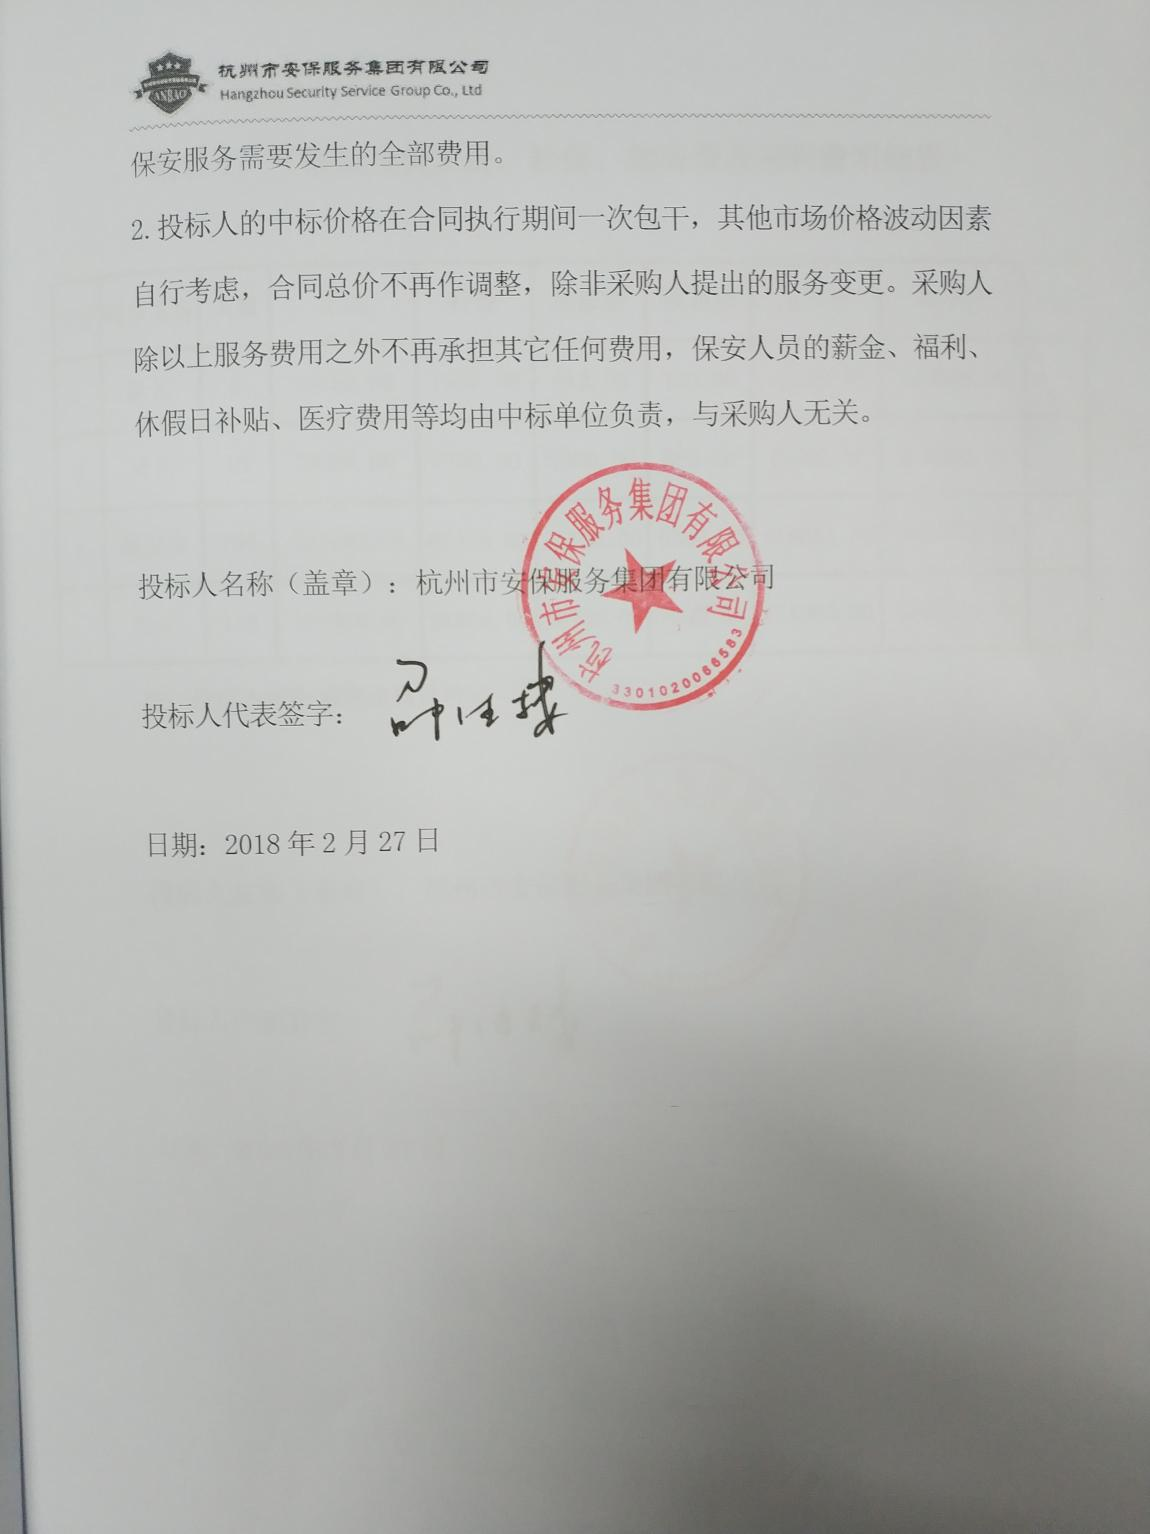 杭州市安保服务集团有限公司
ANBAO
Hangzhou Security Service Group Co., Ltd
保安服务需要发生的全部费用。
2.投标人的中标价格在合同执行期间一次包干，其他市场价格波动因素
自行考虑，合同总价不再作调整，除非采购人提出的服务变更。采购人
除以上服务费用之外不再承担其它任何费用，保安人员的薪金、福利、
休假日补贴、医疗费用等均由中标单位负责，与采购人无关。
杭州市安保服务集团有限公司
投标人名称（盖章）：杭州市安保服务集团有限公司
3301020066583
投标人代表签字：
日期：2018年2月27日